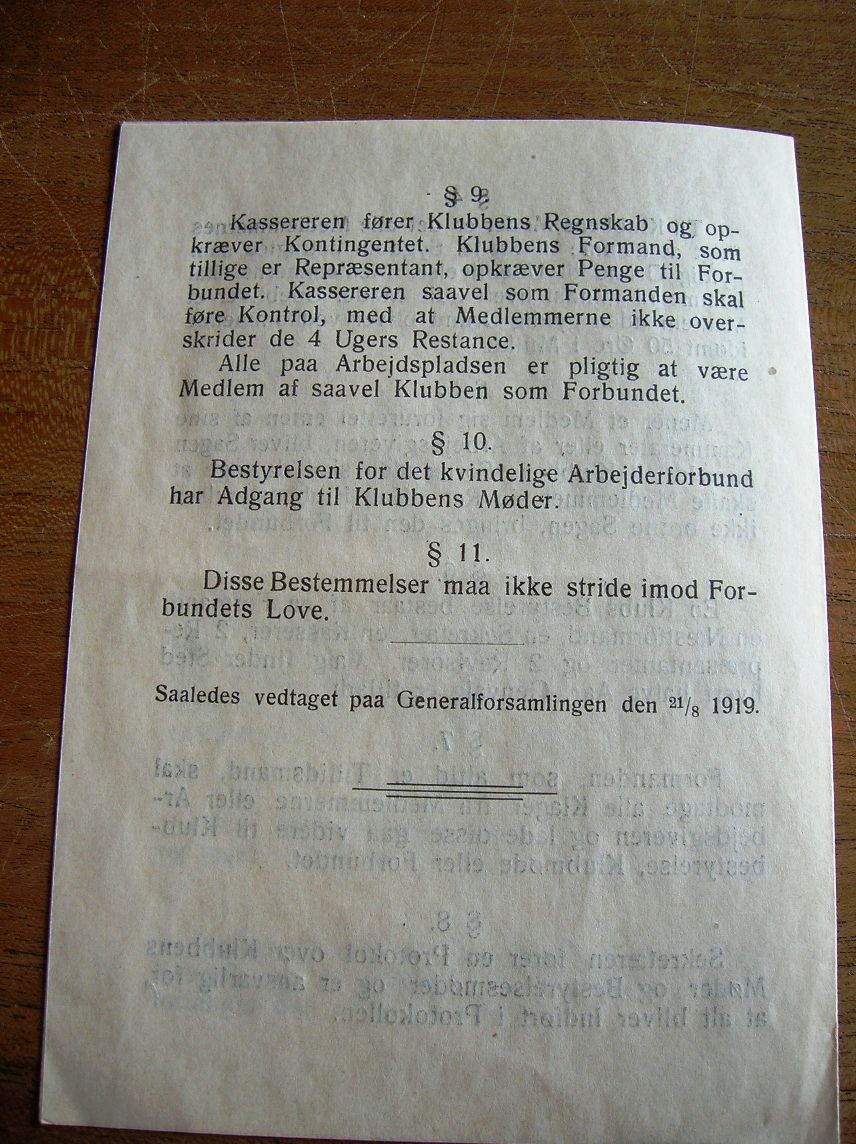 § 9.
Kassereren fører Klubbens Regnskab og op-
kræver Kontingentet. Klubbens Formand, som
tillige er Repræsentant, opkræver Penge til For-
bundet. Kassereren saavel som Formanden skal
føre Kontrol, med at Medlemmerne ikke over-
skrider de 4 Ugers Restance.
Alle paa Arbejdspladsen er pligtig at være
Medlem af saavel Klubben som Forbundet.
§ 10.
Bestyrelsen for det kvindelige Arbejderforbund
har Adgang til Klubbens Møder.
§ 11.
Disse Bestemmelser maa ikke stride imod For-
bundets Love.
Saaledes vedtaget paa Generalforsamlingen den 21/8 1919.